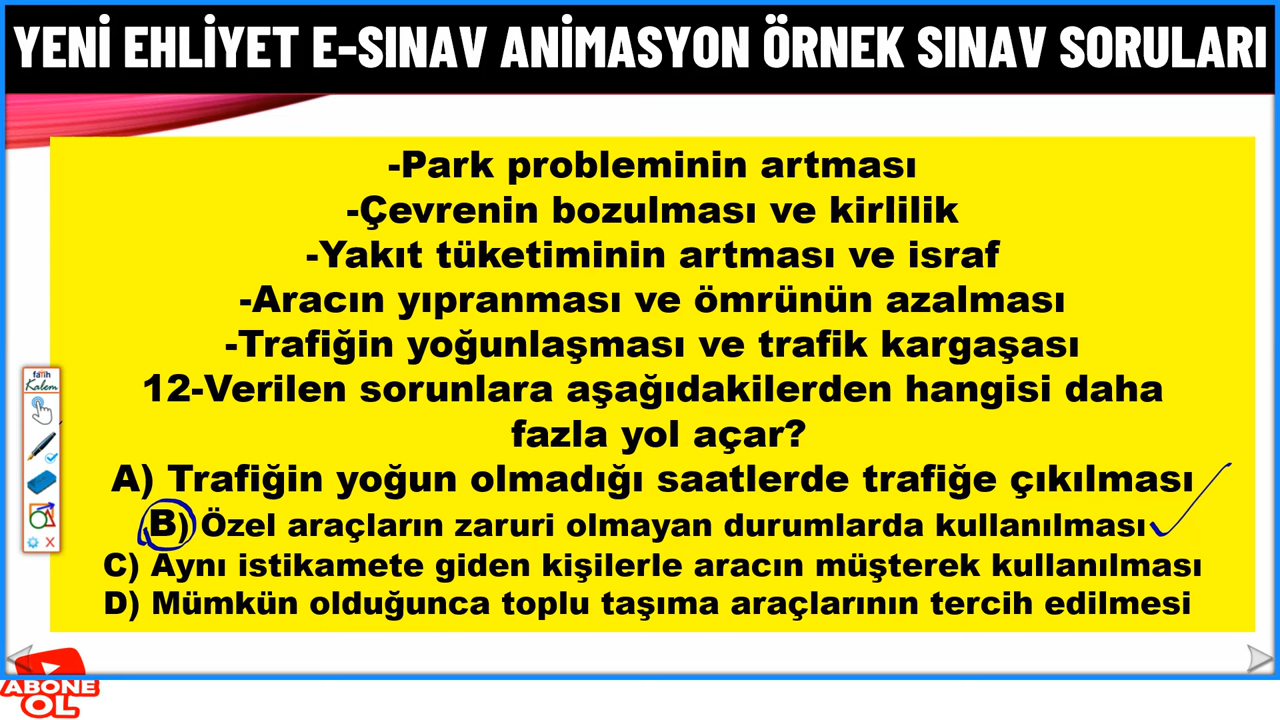 YENİ EHLİYET E-SINAV ANİMASYON ÖRNEK SINAV SORULARI
-Park probleminin artması
-Çevrenin bozulması ve kirlilik
-Yakıt tüketiminin artması ve israf
-Aracın yıpranması ve ömrünün azalması
-Trafiğin yoğunlaşması ve trafik kargaşası
12-Verilen sorunlara aşağıdakilerden hangisi daha
fazla yol açar?
A) Trafiğin yoğun olmadığı saatlerde trafiğe çıkılması
B) Özel araçların zaruri olmayan durumlarda kullanılması
C) Aynı istikamete giden kişilerle aracın müşterek kullanılması
D) Mümkün olduğunca toplu taşıma araçlarının tercih edilmesi
fatih
Kalem
ABONE
OL